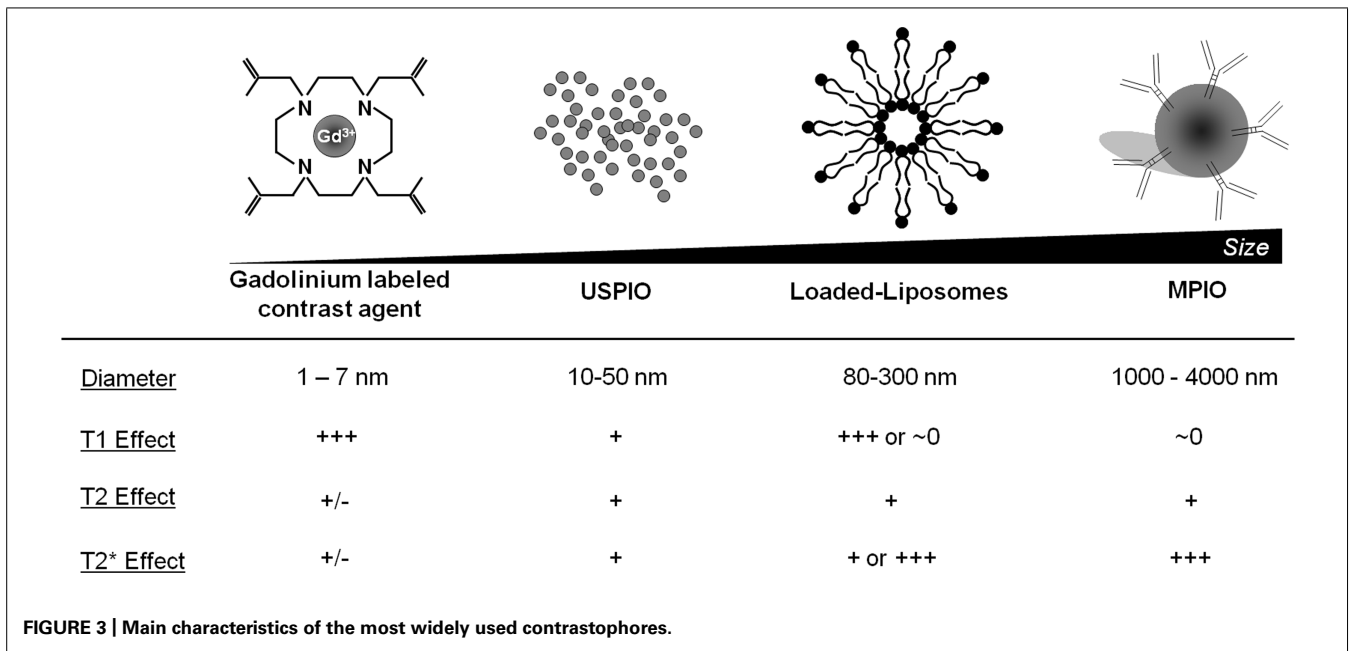 N N
Gd3+
N N
Size
Gadolinium labeled
contrast agent
USPIO
Loaded-Liposomes
MPIO
Diameter 1 – 7 nm 10-50 nm 80-300 nm 1000 - 4000 nm
T1 Effect +++ + +++ or ~0 ~0
T2 Effect +/- + + +
T2* Effect +/- + + or +++ +++
FIGURE 3 | Main characteristics of the most widely used contrastophores.